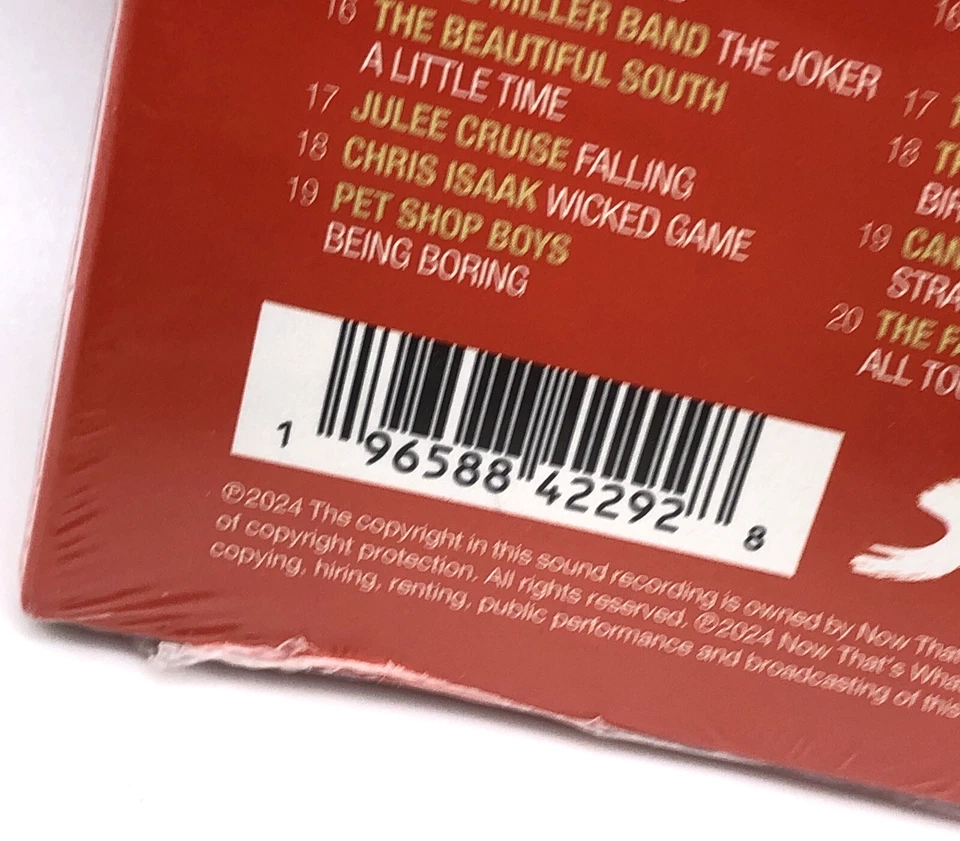 16
MILLER BAND THE JOKER
16 THE BEAUTIFUL SOUTH
A LITTLE TIME
17 JULEE CRUISE FALLING
18 CHRIS ISAAK WICKED GAME
19 PET SHOP BOYS
BEING BORING
17
18
19
20 THE
ALL
1 96588 42292 8
℗2024 The copyright in this sound recording is owned by Now
of copyright protection. All rights reserved. ℗2024 Now That's
copying, hiring, renting, public performance and broadcasting of this